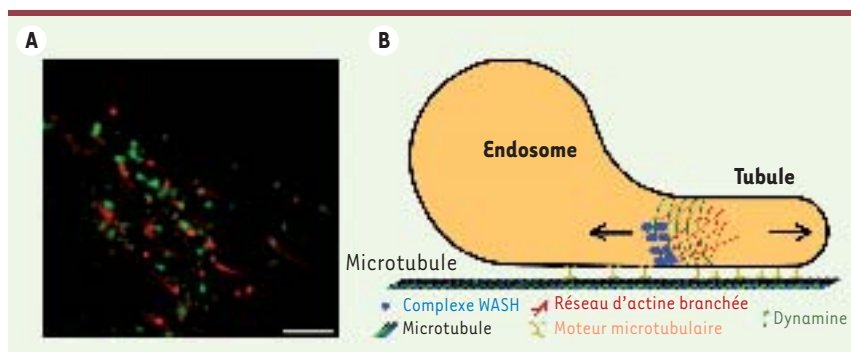 A
B
Endosome
Tubule
Microtubule
Complexe WASH
Réseau d'actine branchée
Dynamine
Microtubule
Moteur microtubulaire